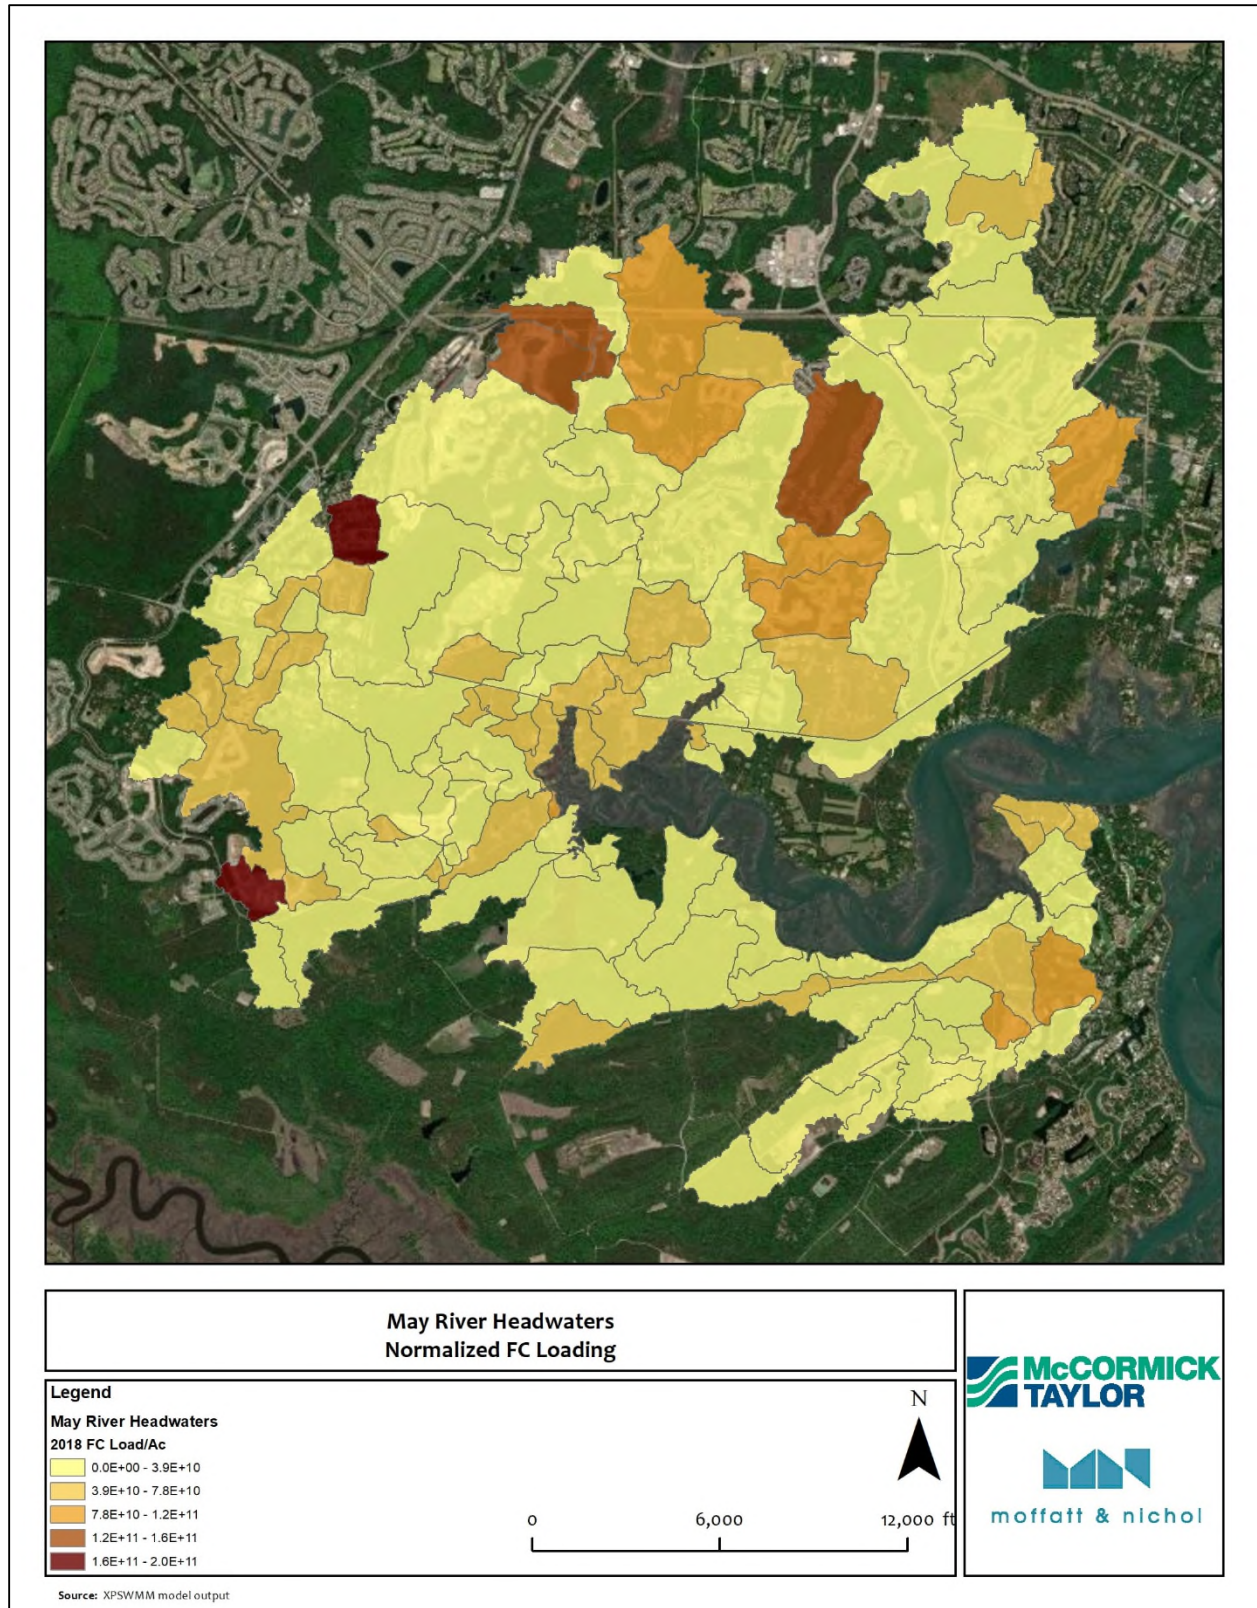 May River Headwaters
Normalized FC Loading
Legend
May River Headwaters
2018 FC Load/Ac
0.0E+00 - 3.9E+10
3.9E+10 - 7.8E+10
7.8E+10 - 1.2E+11
1.2E+11 - 1.6E+11
1.6E+11 - 2.0E+11
N
0 6,000 12,000 ft
McCORMICK
TAYLOR
moffatt & nichol
Source: XPSWMM model output